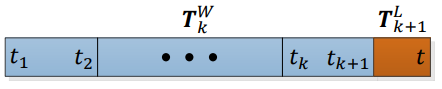 T_k^W T_{k+1}^L
t_1 t_2 ••• t_k t_{k+1} t